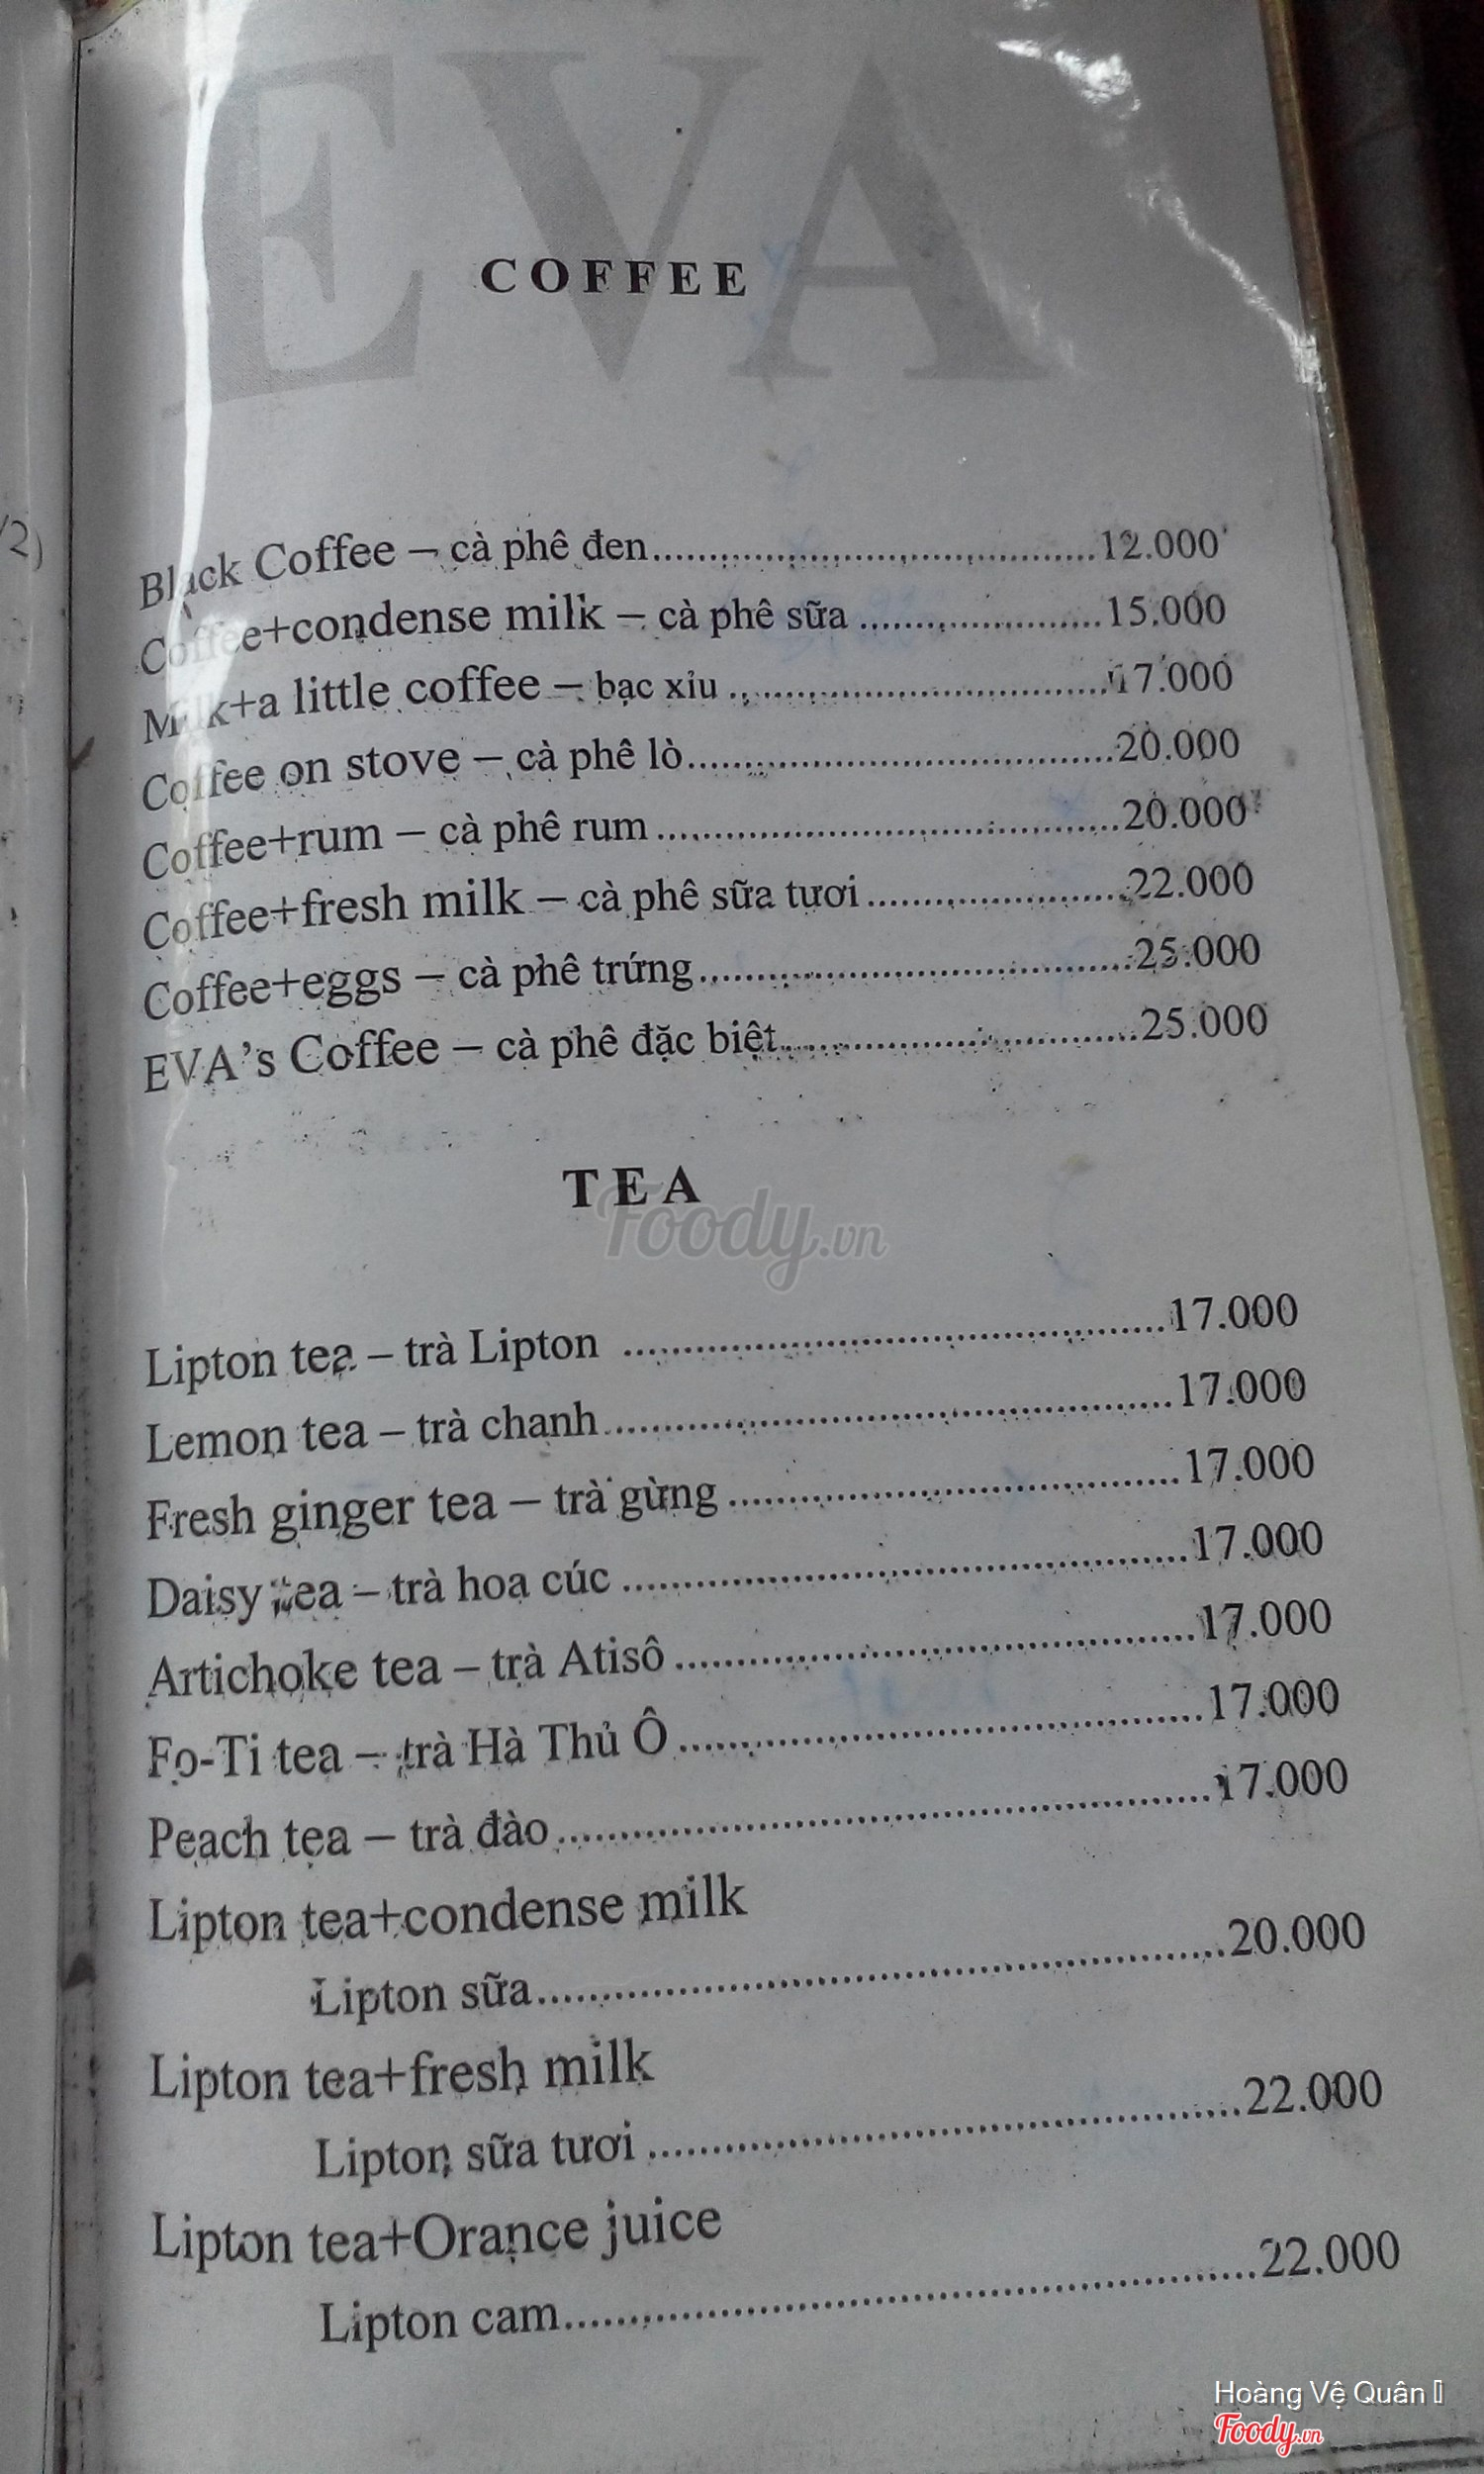 EVA
COFFEE
Black Coffee – cà phê đen........................................12.000
Coffee+condense milk – cà phê sữa ......................15.000
Milk+a little coffee – bạc xỉu ...................................17.000
Coffee on stove – cà phê lò.......................................20.000
Coffee+rum – cà phê rum ..........................................20.000
Coffee+fresh milk – cà phê sữa tươi ........................22.000
Coffee+eggs – cà phê trứng.......................................25.000
EVA's Coffee – cà phê đặc biệt.................................25.000
TEA
Foody.vn
Lipton tea – trà Lipton ................................................17.000
Lemon tea – trà chanh..................................................17.000
Fresh ginger tea – trà gừng ........................................17.000
Daisy tea – trà hoa cúc .................................................17.000
Artichoke tea – trà Atisô ..............................................17.000
Fo-Ti tea – trà Hà Thủ Ô ..............................................17.000
Peach tea – trà đào.........................................................17.000
Lipton tea+condense milk
Lipton sữa............................................................20.000
Lipton tea+fresh milk
Lipton sữa tươi ....................................................22.000
Lipton tea+Orance juice
Lipton cam............................................................22.000
Hoàng Vệ Quân
Foody.vn